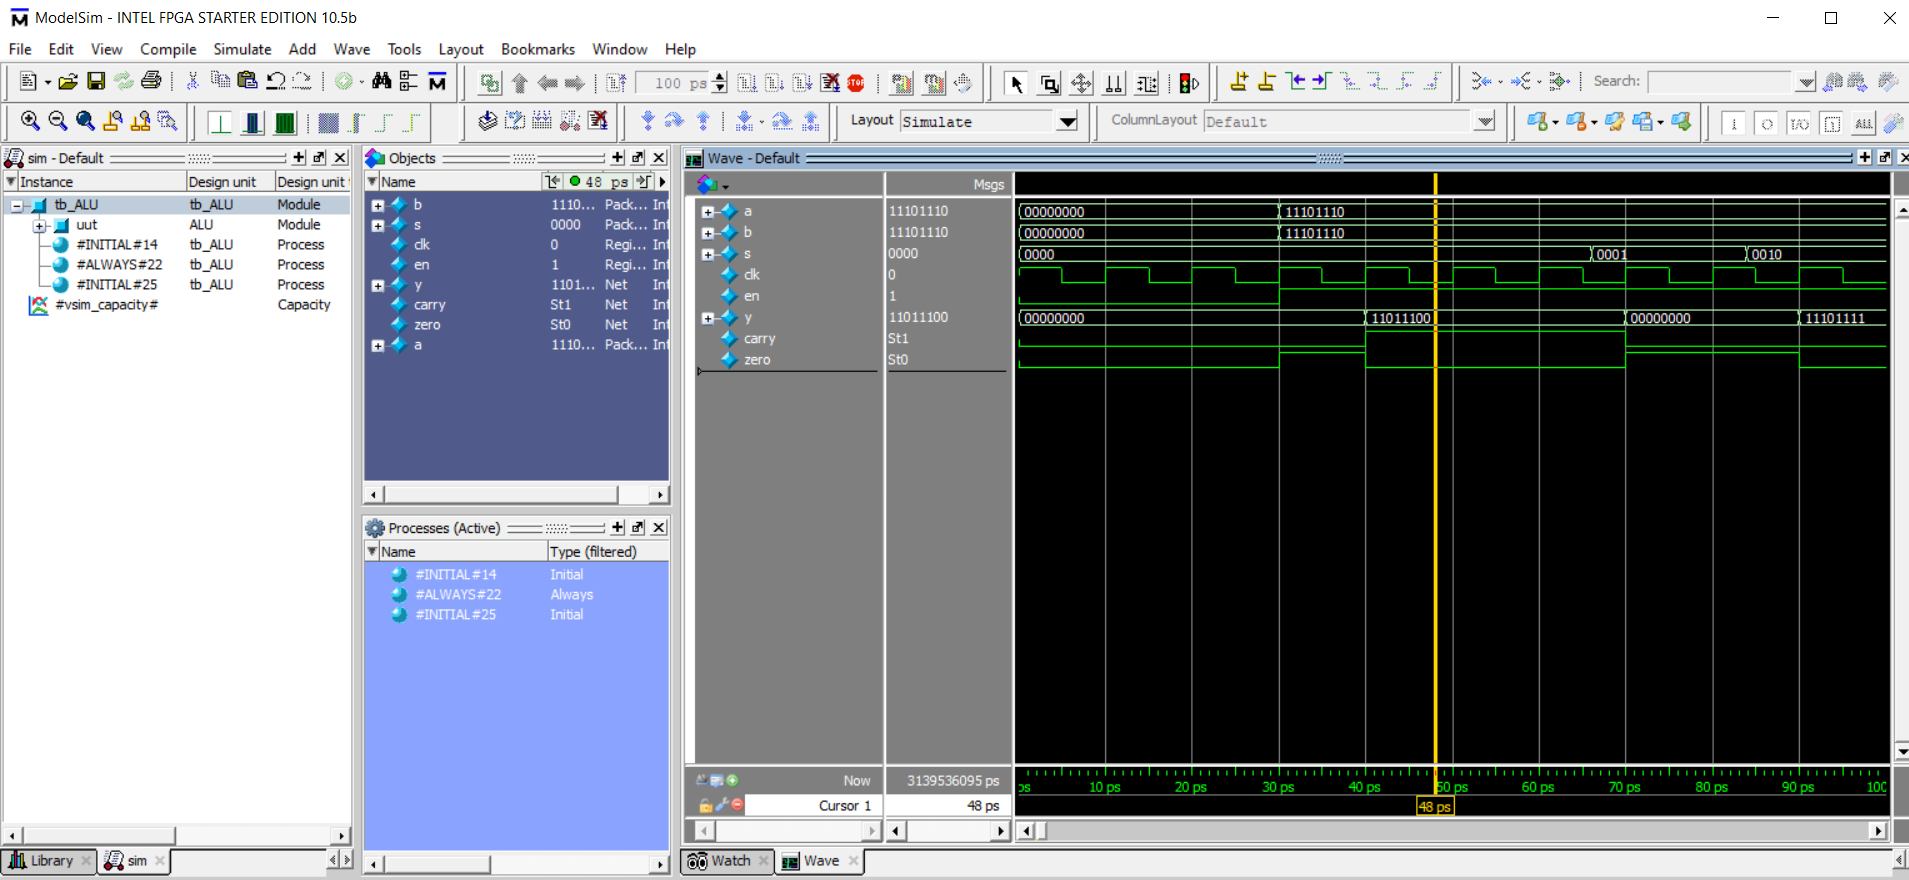 ModelSim - INTEL FPGA STARTER EDITION 10.5b
File Edit View Compile Simulate Add Wave Tools Layout Bookmarks Window Help
100 ps
Search:
Layout Simulate
ColumnLayout Default
I/O
ALL
sim - Default
Instance Design unit Design unit
tb_ALU tb_ALU Module
uut ALU Module
#INITIAL#14 tb_ALU Process
#ALWAYS#22 tb_ALU Process
#INITIAL#25 tb_ALU Process
#vsim_capacity# Capacity
Library
sim
Objects
Name 48 ps
b 1110... Pack... Int
s 0000 Pack... Int
clk 0 Regi... Int
en 1 Regi... Int
y 1101... Net Int
carry St1 Net Int
zero St0 Net Int
a 1110... Pack... Int
Processes (Active)
Name Type (filtered)
#INITIAL#14 Initial
#ALWAYS#22 Always
#INITIAL#25 Initial
Wave - Default
Msgs
a 11101110 00000000 11101110
b 11101110 00000000 11101110
s 0000 0000 0001 0010
clk 0
en 1
y 11011100 00000000 11011100 00000000 11101111
carry St1
zero St0
Now 3139536095 ps
ps 10 ps 20 ps 30 ps 40 ps 50 ps 60 ps 70 ps 80 ps 90 ps 100
Cursor 1 48 ps
48 ps
Watch
Wave